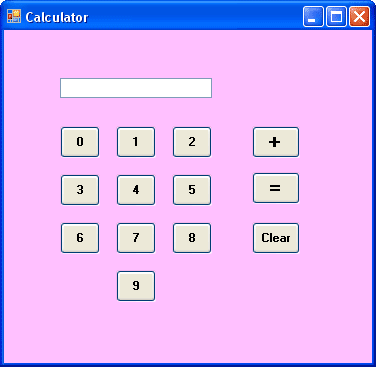 Calculator
0 1 2 +
3 4 5 =
6 7 8 Clear
9